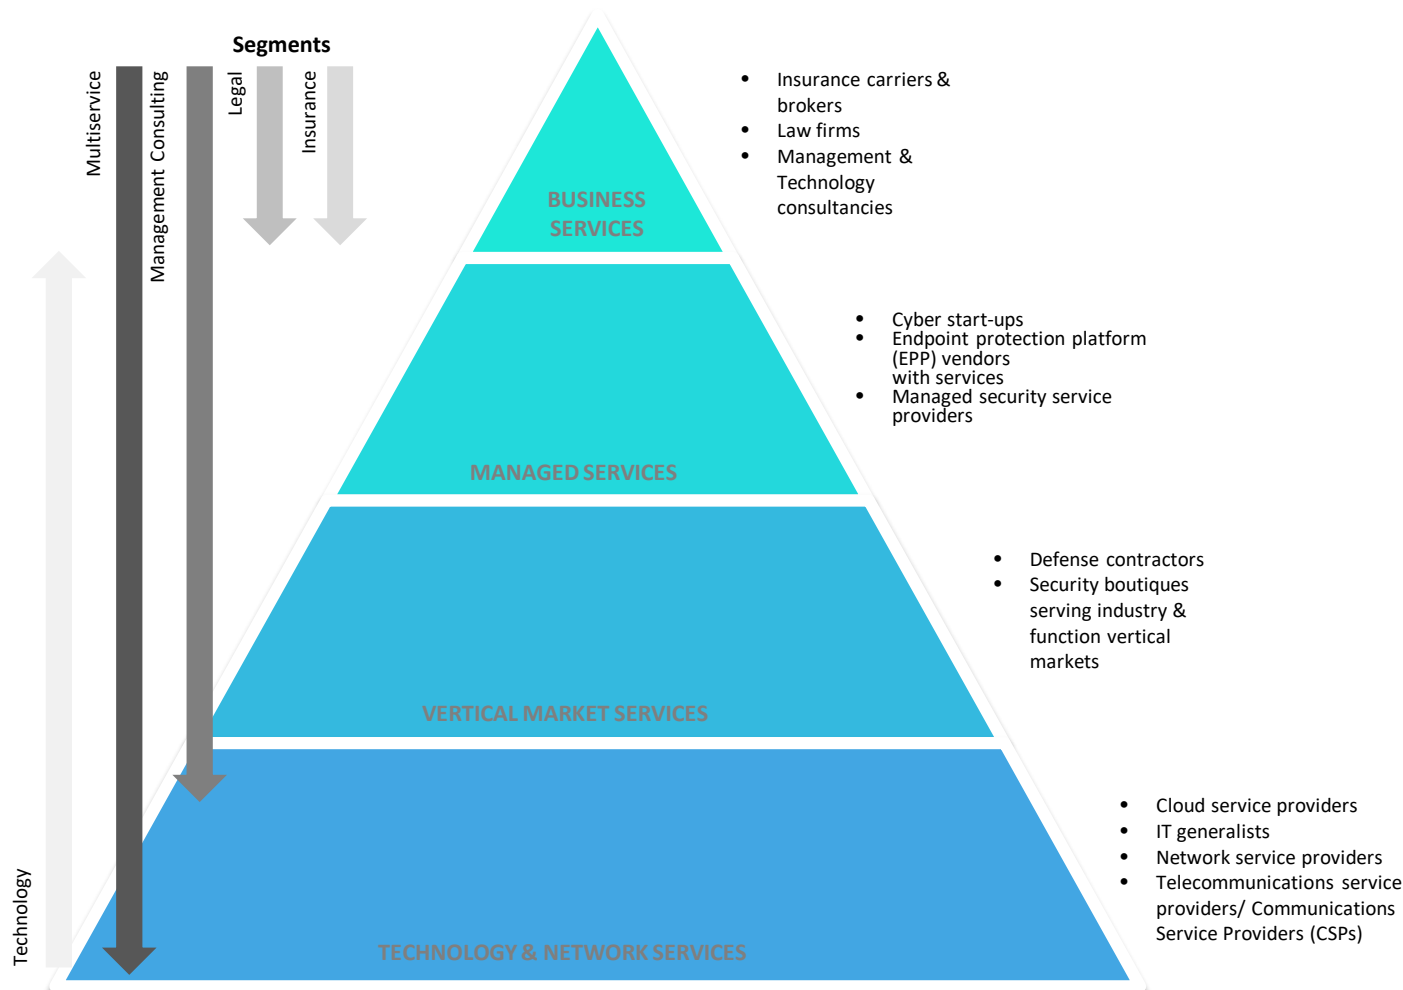 Segments
Multiservice
Management Consulting
Legal
Insurance
Technology
BUSINESS
SERVICES
• Insurance carriers &
brokers
• Law firms
• Management &
Technology
consultancies
MANAGED SERVICES
• Cyber start-ups
• Endpoint protection platform
(EPP) vendors
with services
• Managed security service
providers
VERTICAL MARKET SERVICES
• Defense contractors
• Security boutiques
serving industry &
function vertical
markets
TECHNOLOGY & NETWORK SERVICES
• Cloud service providers
• IT generalists
• Network service providers
• Telecommunications service
providers/ Communications
Service Providers (CSPs)